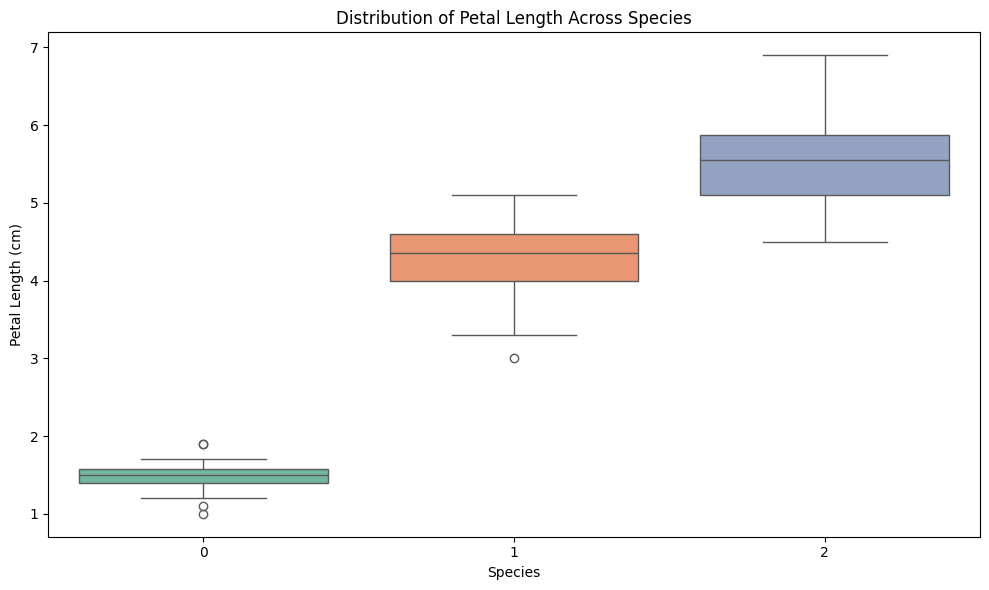 Distribution of Petal Length Across Species
Petal Length (cm)
7
6
5
4
3
2
1
0 1 2
Species